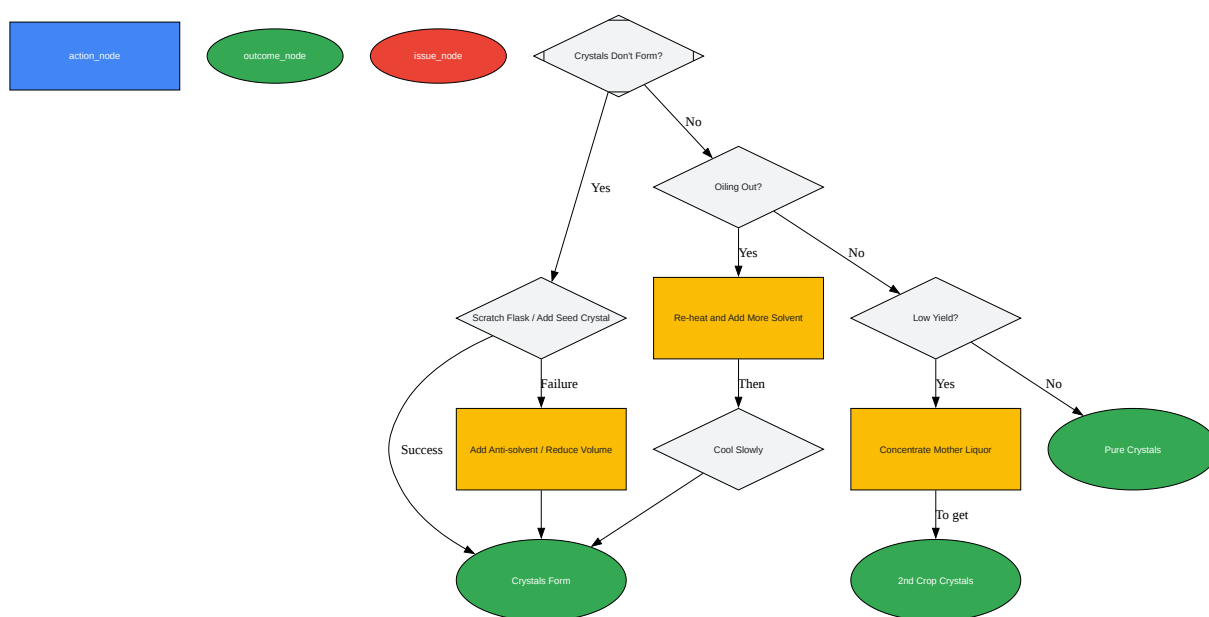 action_node
outcome_node
issue_node
Crystals Don't Form?
No
Yes
Oiling Out?
Yes
No
Scratch Flask / Add Seed Crystal
Re-heat and Add More Solvent
Low Yield?
Failure
Then
Yes
No
Success
Add Anti-solvent / Reduce Volume
Cool Slowly
Concentrate Mother Liquor
Pure Crystals
To get
Crystals Form
2nd Crop Crystals